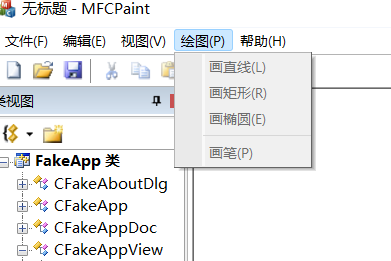 无标题 - MFCPaint
文件(F) 编辑(E) 视图(V) 绘图(P) 帮助(H)
画直线(L)
画矩形(R)
画椭圆(E)
画笔(P)
类视图
FakeApp 类
CFakeAboutDlg
CFakeApp
CFakeAppDoc
CFakeAppView